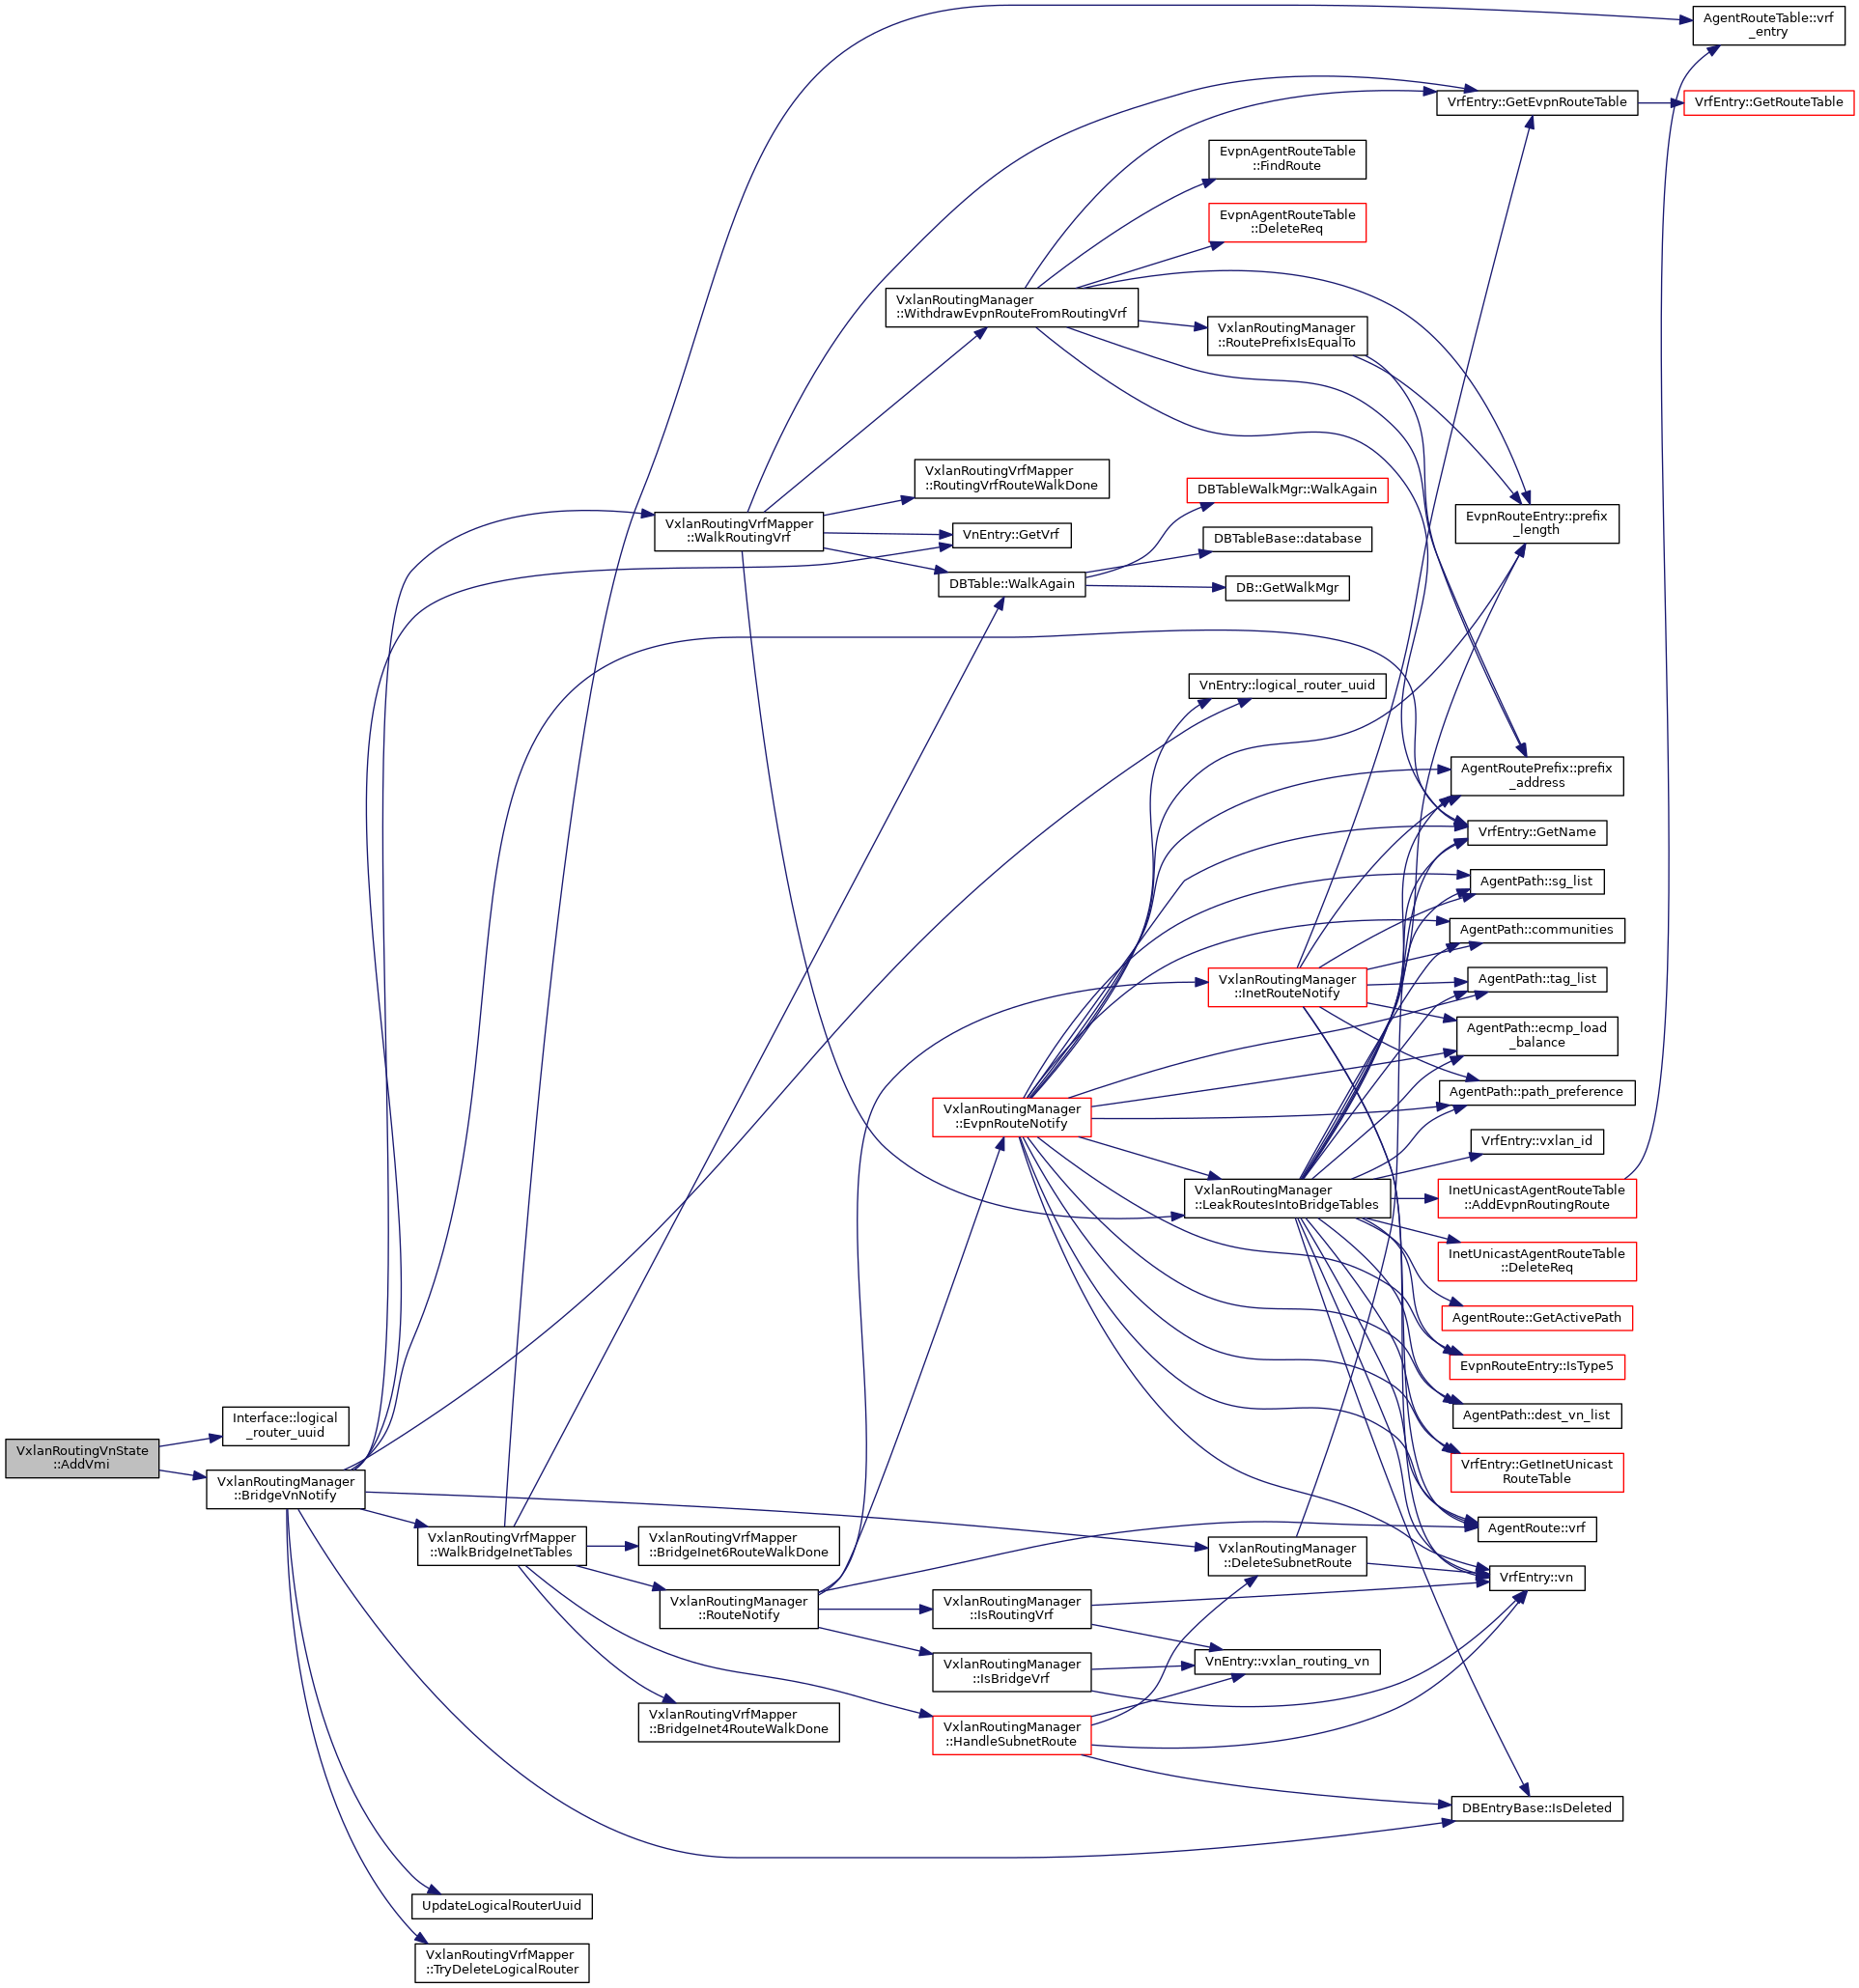 AgentRouteTable::vrf
_entry
VrfEntry::GetEvpnRouteTable
VrfEntry::GetRouteTable
EvpnAgentRouteTable
::FindRoute
EvpnAgentRouteTable
::DeleteReq
VxlanRoutingManager
::WithdrawEvpnRouteFromRoutingVrf
VxlanRoutingManager
::RoutePrefixIsEqualTo
VxlanRoutingVrfMapper
::RoutingVrfRouteWalkDone
DBTableWalkMgr::WalkAgain
EvpnRouteEntry::prefix
_length
VxlanRoutingVrfMapper
::WalkRoutingVrf
VnEntry::GetVrf
DBTableBase::database
DBTable::WalkAgain
DB::GetWalkMgr
VnEntry::logical_router_uuid
AgentRoutePrefix::prefix
_address
VrfEntry::GetName
AgentPath::sg_list
AgentPath::communities
VxlanRoutingManager
::InetRouteNotify
AgentPath::tag_list
AgentPath::ecmp_load
_balance
AgentPath::path_preference
VxlanRoutingManager
::EvpnRouteNotify
VrfEntry::vxlan_id
VxlanRoutingManager
::LeakRoutesIntoBridgeTables
InetUnicastAgentRouteTable
::AddEvpnRoutingRoute
InetUnicastAgentRouteTable
::DeleteReq
AgentRoute::GetActivePath
EvpnRouteEntry::IsType5
AgentPath::dest_vn_list
Interface::logical
_router_uuid
VxlanRoutingVnState
::AddVmi
VxlanRoutingManager
::BridgeVnNotify
VrfEntry::GetInetUnicast
RouteTable
AgentRoute::vrf
VxlanRoutingVrfMapper
::WalkBridgeInetTables
VxlanRoutingVrfMapper
::BridgeInet6RouteWalkDone
VxlanRoutingManager
::DeleteSubnetRoute
VrfEntry::vn
VxlanRoutingManager
::RouteNotify
VxlanRoutingManager
::IsRoutingVrf
VxlanRoutingManager
::IsBridgeVrf
VnEntry::vxlan_routing_vn
VxlanRoutingVrfMapper
::BridgeInet4RouteWalkDone
VxlanRoutingManager
::HandleSubnetRoute
DBEntryBase::IsDeleted
UpdateLogicalRouterUuid
VxlanRoutingVrfMapper
::TryDeleteLogicalRouter